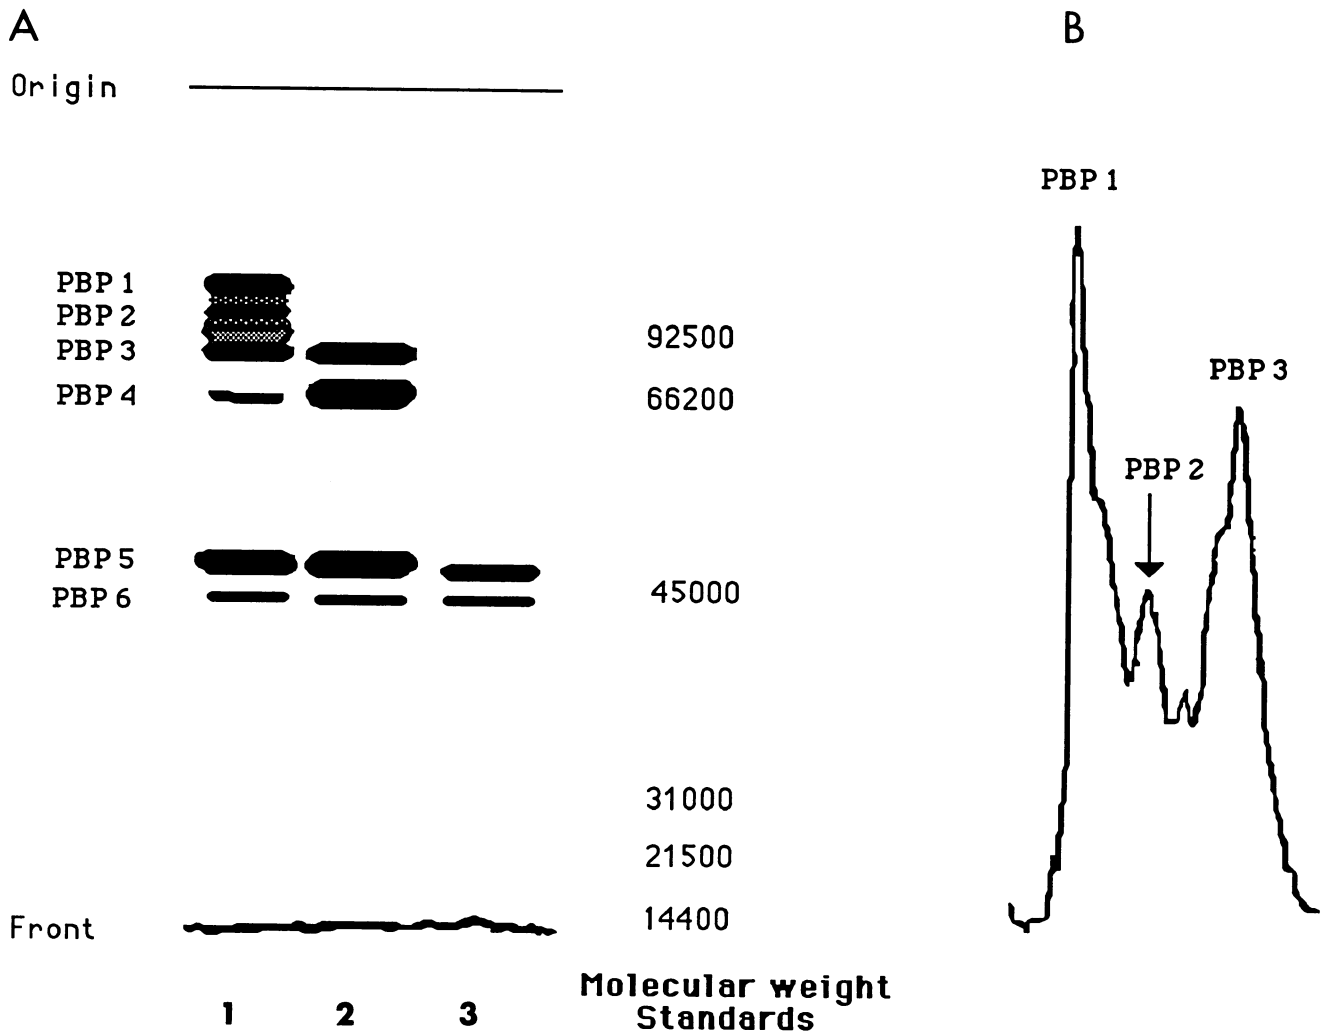 A
B
Origin
PBP 1
PBP 1
PBP 2
92500
PBP 3
PBP 3
PBP 4
66200
PBP 2
PBP 5
45000
PBP 6
31000
21500
Front
14400
Molecular weight
Standards
1 2 3